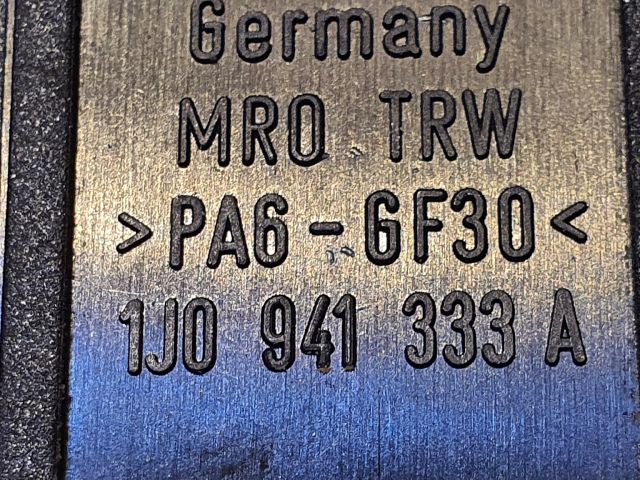 Germany
MRO TRW
>PA6-GF30<
1J0 941 333 A